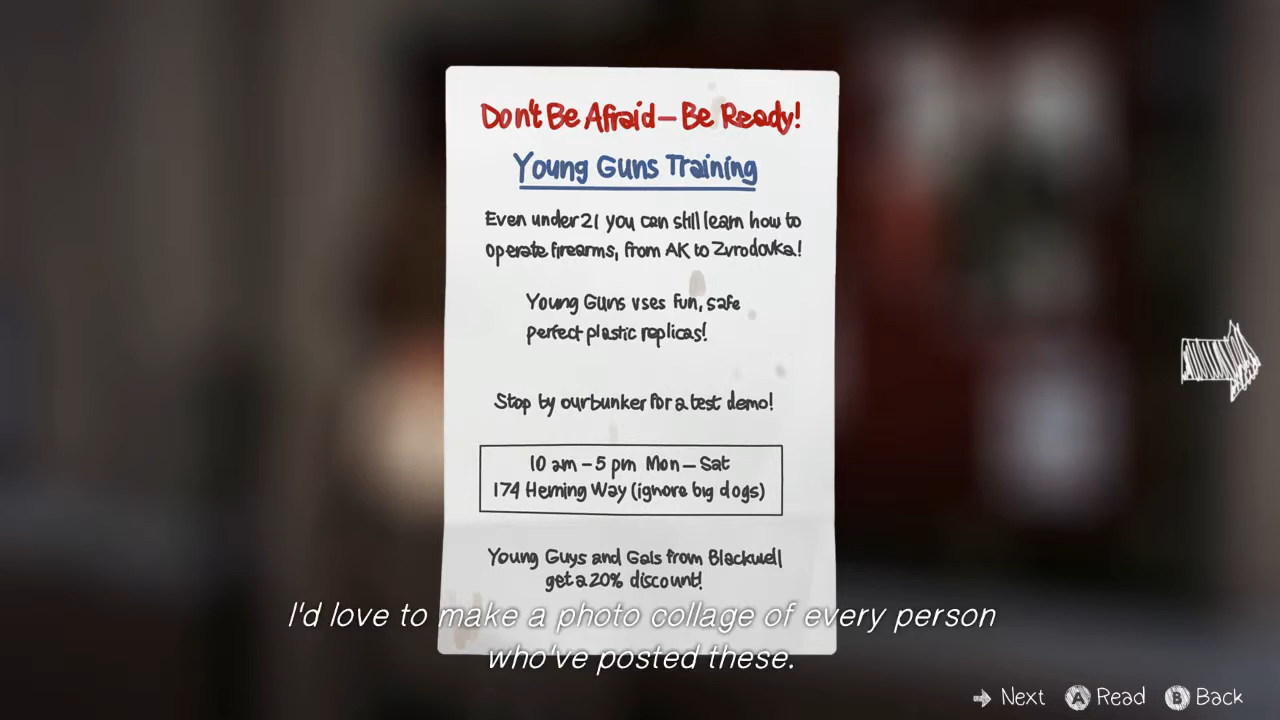 Don't Be Afraid – Be Ready!
Young Guns Training
Even under 21 you can still learn how to
operate firearms, from AK to Zvrodovka!
Young Guns uses fun, safe
perfect plastic replicas!
Stop by our bunker for a test demo!
10 am – 5 pm Mon – Sat
174 Heming Way (ignore big dogs)
Young Guys and Gals from Blackwell
get a 20% discount!
I'd love to make a photo collage of every person
who've posted these.
Next A Read B Back